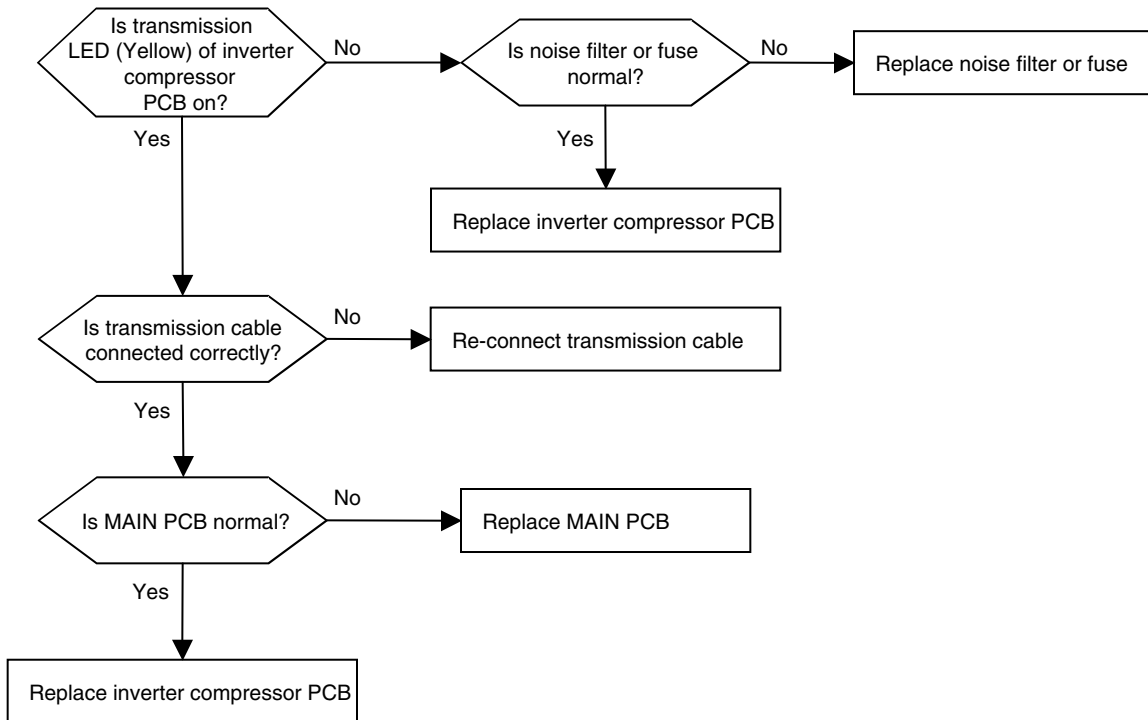 Is transmission
LED (Yellow) of inverter
compressor
PCB on?
No
Is noise filter or fuse
normal?
No
Replace noise filter or fuse
Yes
Yes
Replace inverter compressor PCB
Is transmission cable
connected correctly?
No
Re-connect transmission cable
Yes
Is MAIN PCB normal?
No
Replace MAIN PCB
Yes
Replace inverter compressor PCB